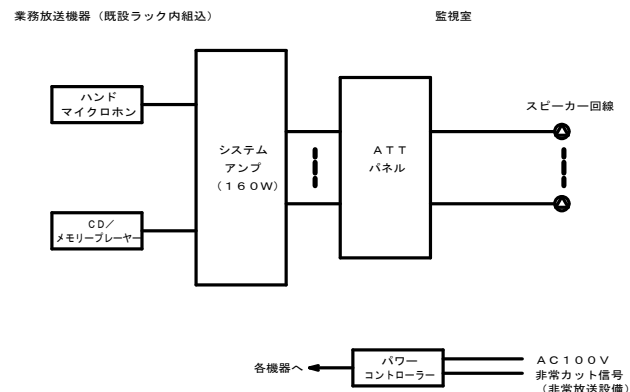 業務放送機器（既設ラック内組込）
監視室
ハンド
マイクロホン
CD／
メモリープレーヤー
システム
アンプ
（１６０W）
ＡＴＴ
パネル
スピーカー回線
各機器へ
パワー
コントローラー
ＡＣ１００Ｖ
非常カット信号
（非常放送設備）